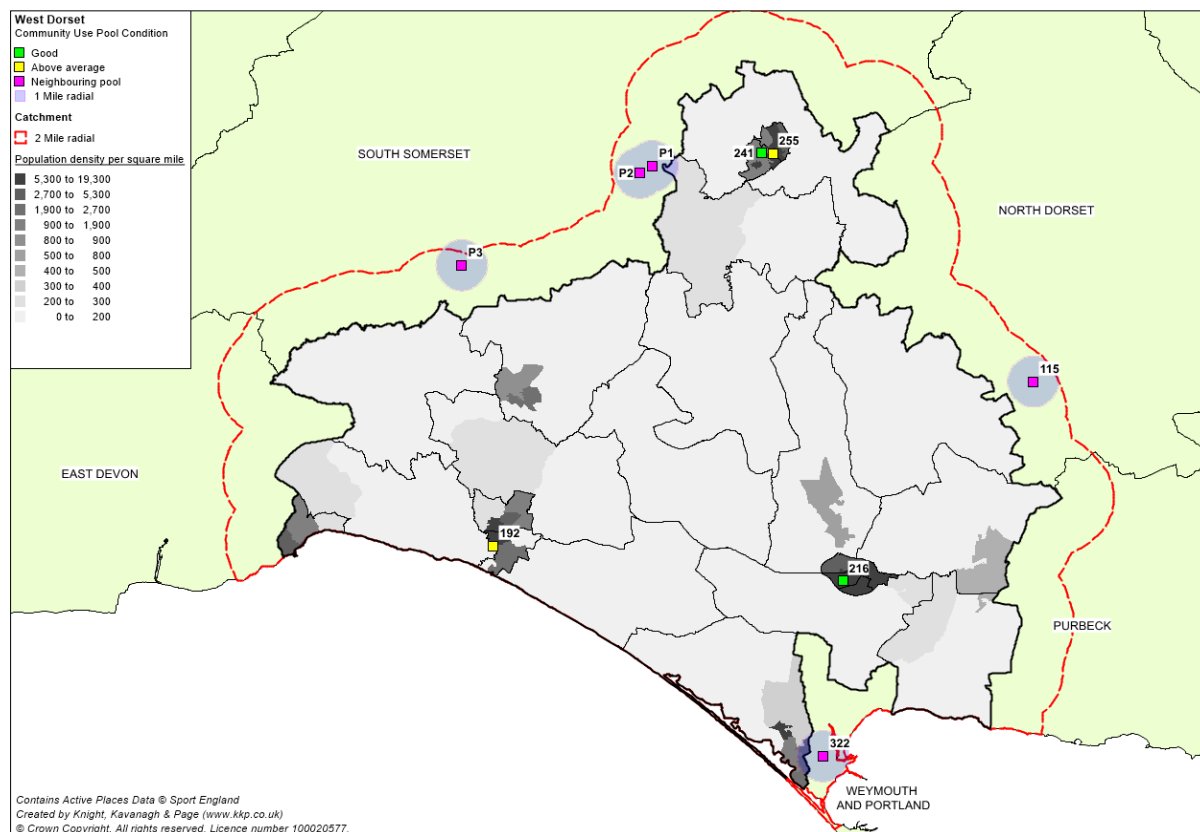 West Dorset
Community Use Pool Condition
Good
Above average
Neighbouring pool
1 Mile radial
Catchment
2 Mile radial
Population density per square mile
5,300 to 19,300
2,700 to 5,300
1,900 to 2,700
900 to 1,900
800 to 900
500 to 800
400 to 500
300 to 400
200 to 300
0 to 200
SOUTH SOMERSET
P1
P2
241
255
NORTH DORSET
P3
115
EAST DEVON
192
216
PURBECK
322
WEYMOUTH
AND PORTLAND
Contains Active Places Data © Sport England
Created by Knight, Kavanagh & Page (www.kkp.co.uk)
© Crown Copyright. All rights reserved. Licence number 100020577.